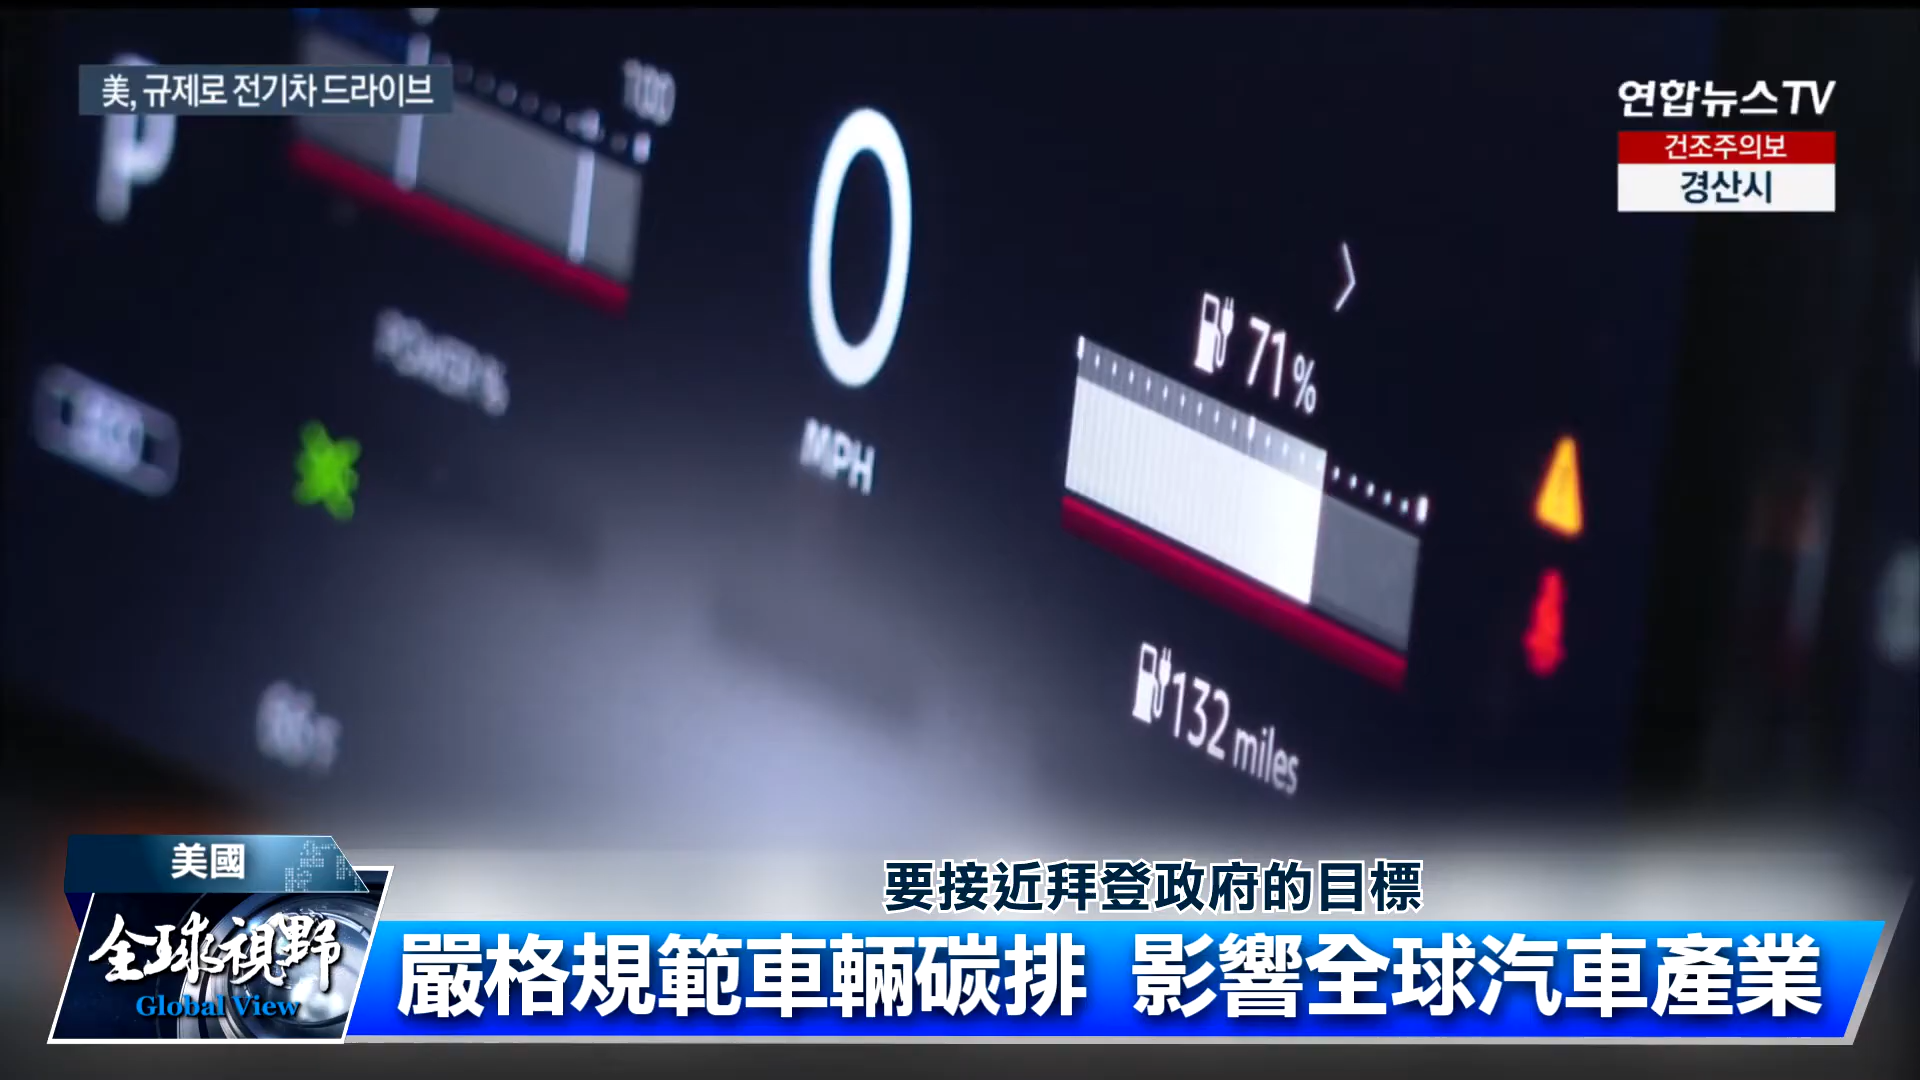 美, 규제로 전기차 드라이브
연합뉴스TV
건조주의보
경산시
P
100
0
71%
POWER %
MPH
132 miles
美國
要接近拜登政府的目標
全球視野
Global View
嚴格規範車輛碳排 影響全球汽車產業